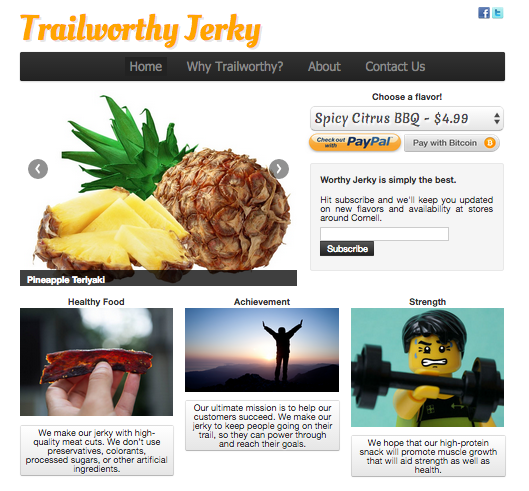 Trailworthy Jerky
Home Why Trailworthy? About Contact Us
Choose a flavor!
Spicy Citrus BBQ - $4.99
Check out with PayPal
Pay with Bitcoin
Pineapple Teriyaki
Worthy Jerky is simply the best.
Hit subscribe and we'll keep you updated
on new flavors and availability at stores
around Cornell.
Subscribe
Healthy Food
We make our jerky with high-
quality meat cuts. We don't use
preservatives, colorants,
processed sugars, or other artificial
ingredients.
Achievement
Our ultimate mission is to help our
customers succeed. We make our
jerky to keep people going on their
trail, so they can power through
and reach their goals.
Strength
We hope that our high-protein
snack will promote muscle growth
that will aid strength as well as
health.